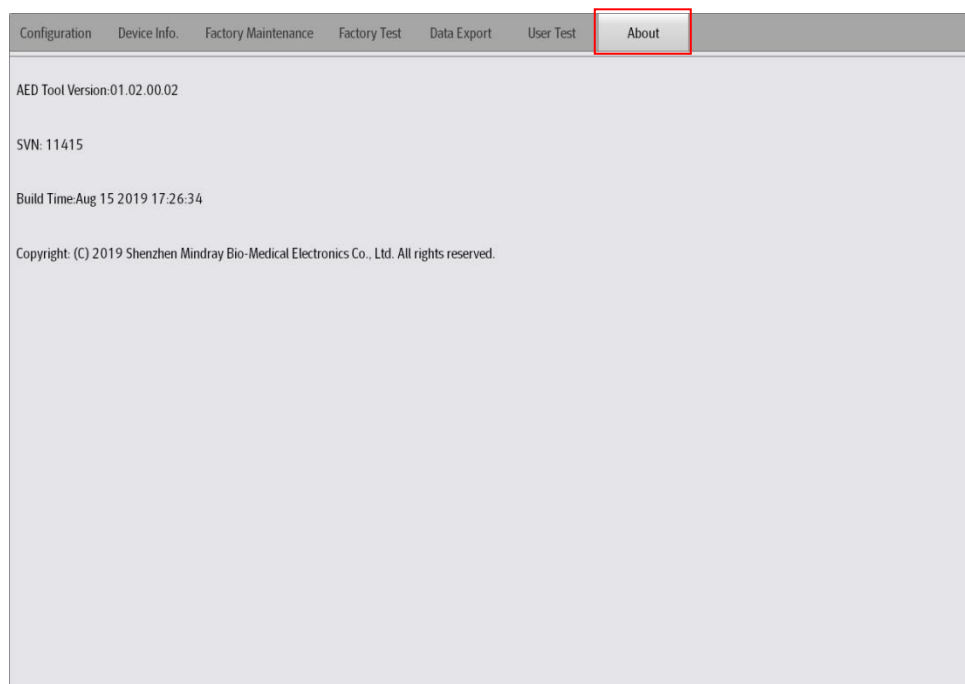 Configuration Device Info. Factory Maintenance Factory Test Data Export User Test About
AED Tool Version:01.02.00.02
SVN: 11415
Build Time:Aug 15 2019 17:26:34
Copyright: (C) 2019 Shenzhen Mindray Bio-Medical Electronics Co., Ltd. All rights reserved.